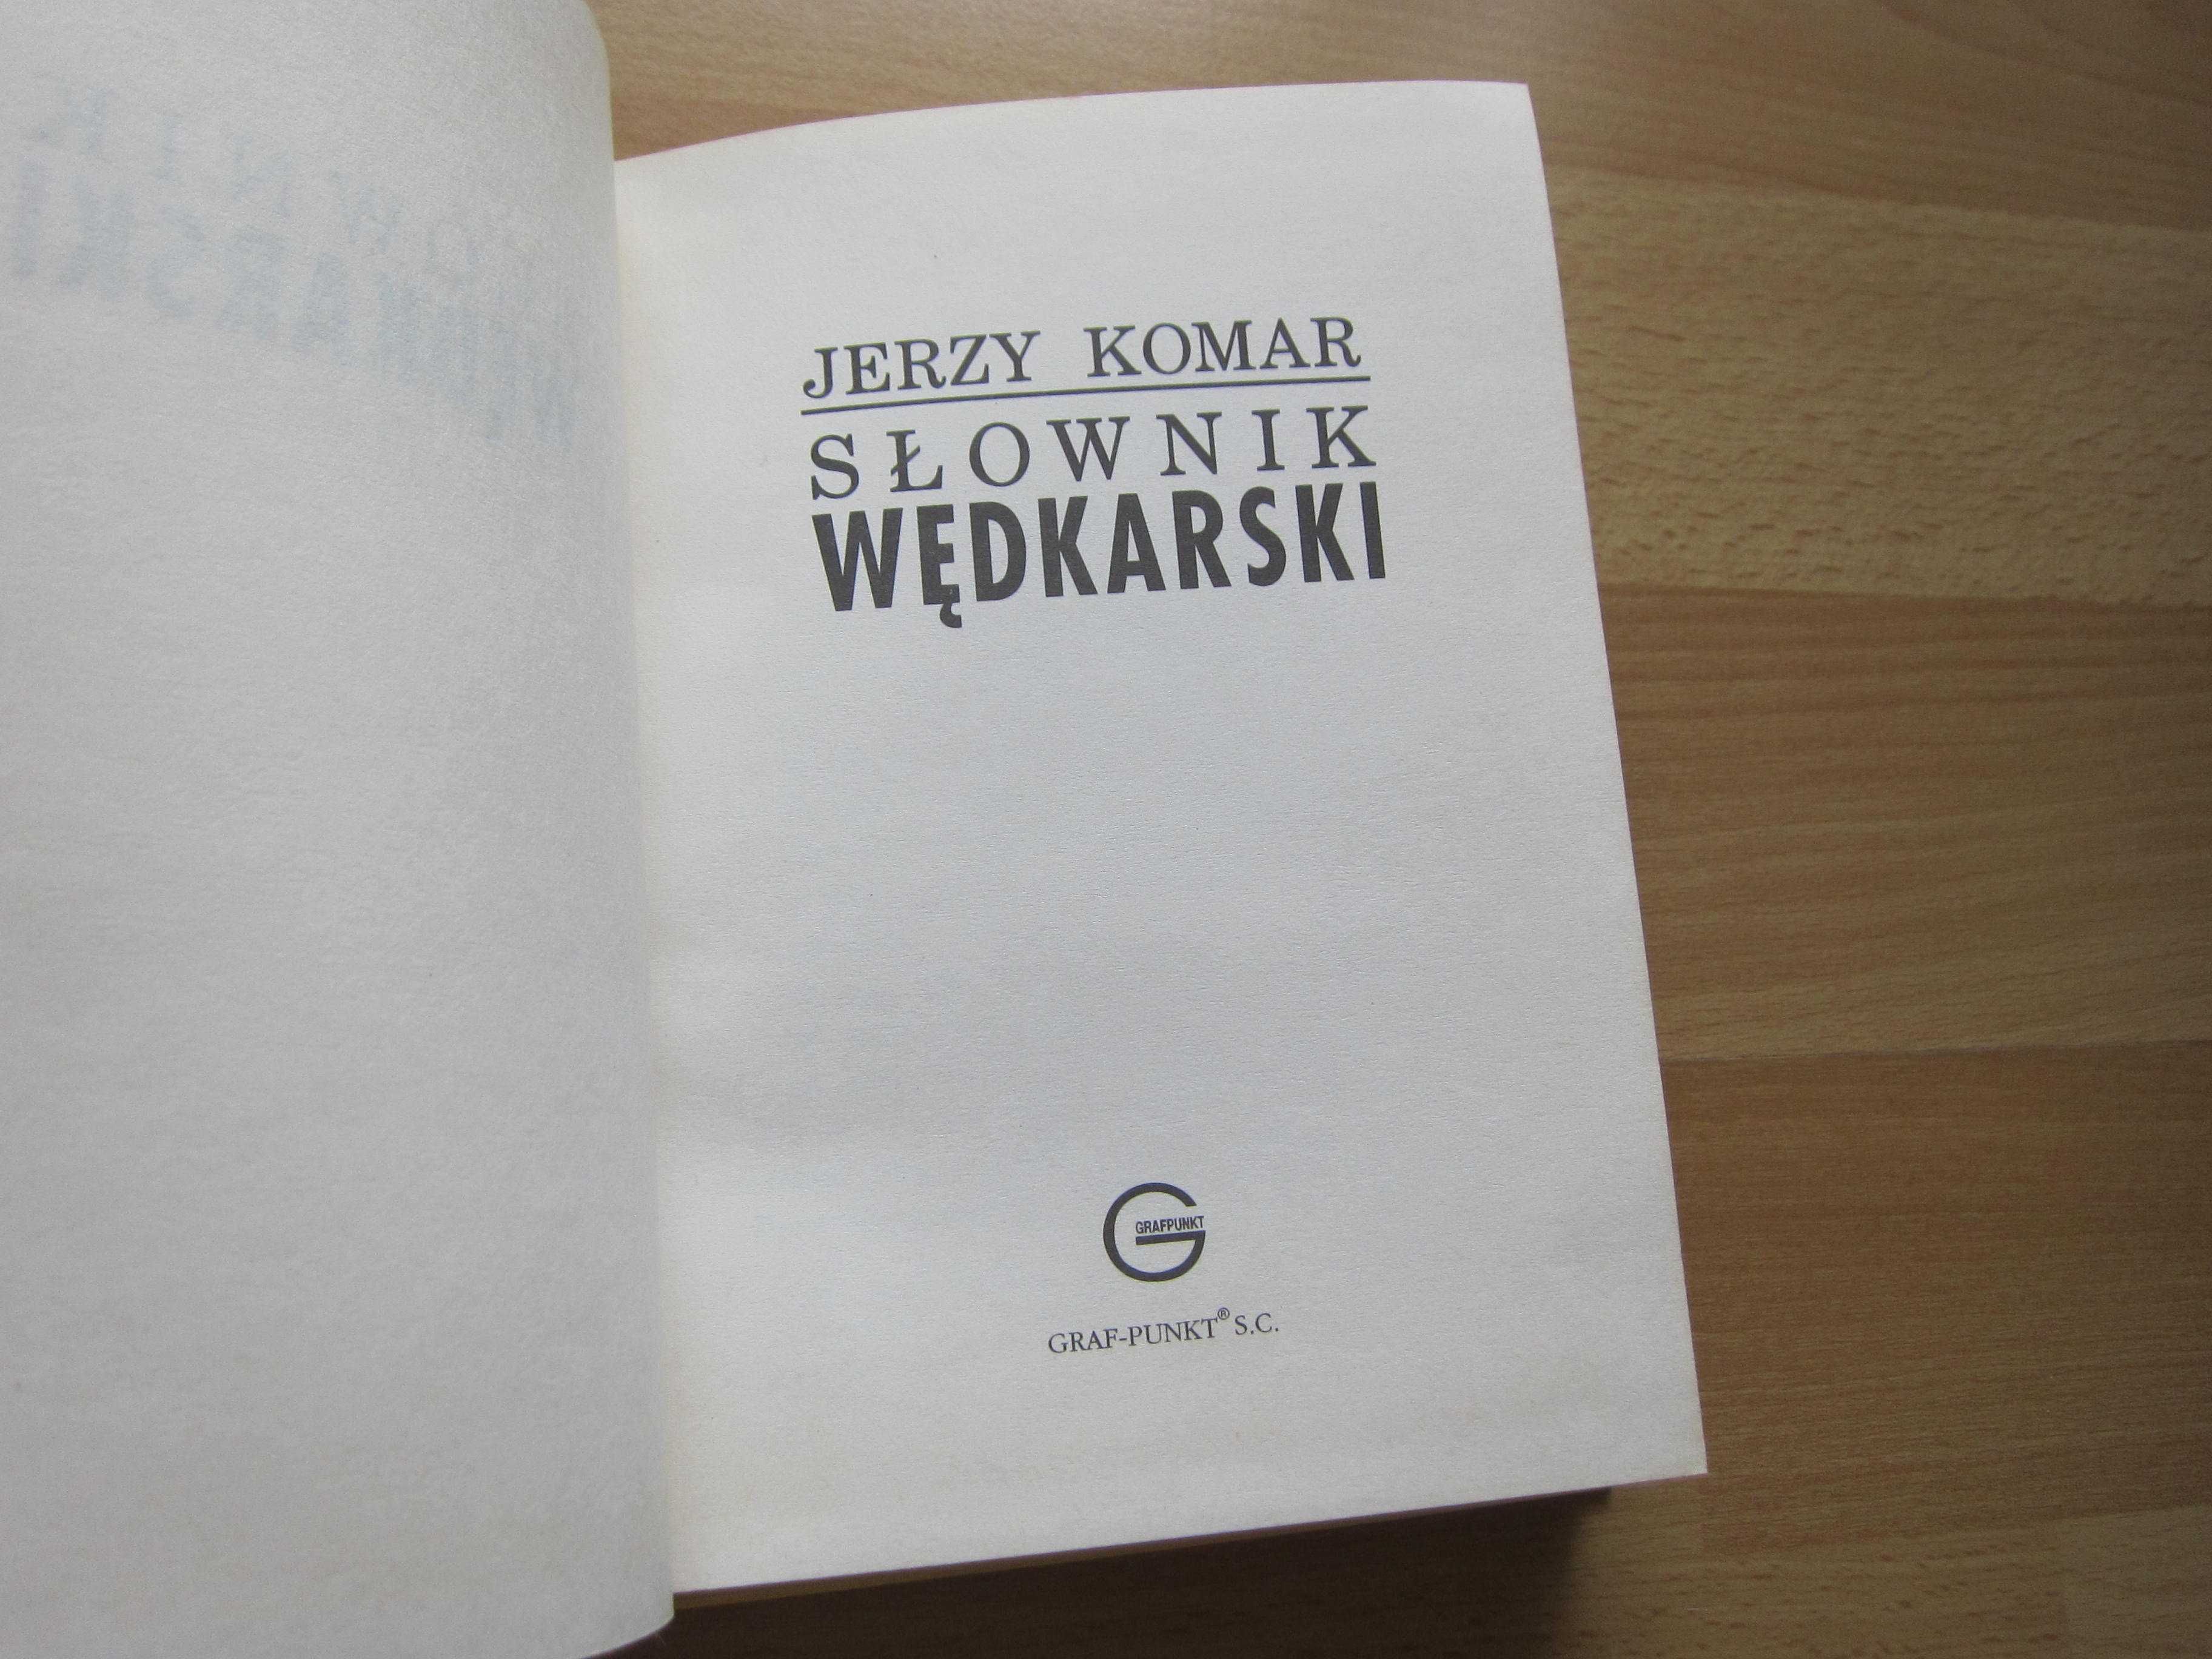 JERZY KOMAR
SŁOWNIK
WĘDKARSKI
GRAFPUNKT
GRAF-PUNKT® S.C.